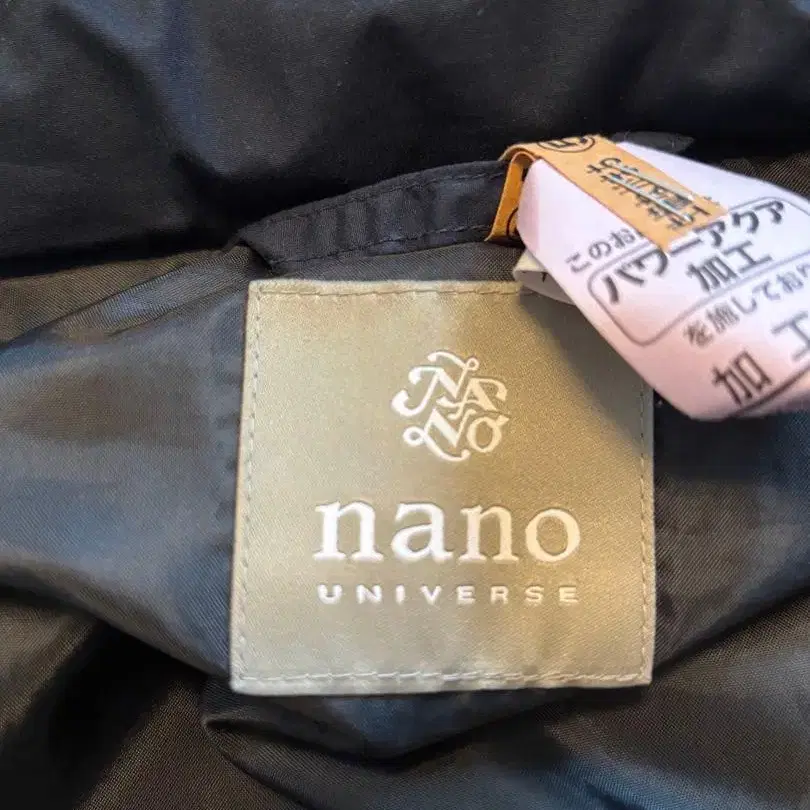 このお
パワーアクア
加工
を施してお
加 工
NANO
nano
UNIVERSE